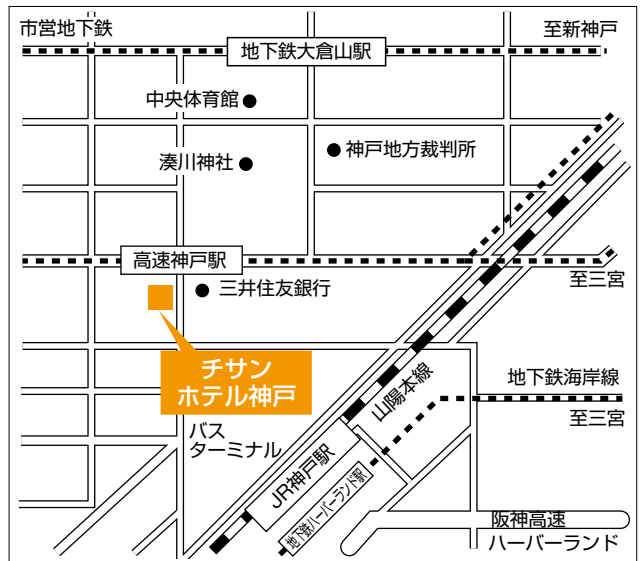 市営地下鉄
至新神戸
地下鉄大倉山駅
中央体育館
神戸地方裁判所
湊川神社
高速神戸駅
至三宮
三井住友銀行
チサン
ホテル神戸
山陽本線
地下鉄海岸線
至三宮
バス
ターミナル
JR神戸駅
地下鉄ハーバーランド駅
阪神高速
ハーバーランド